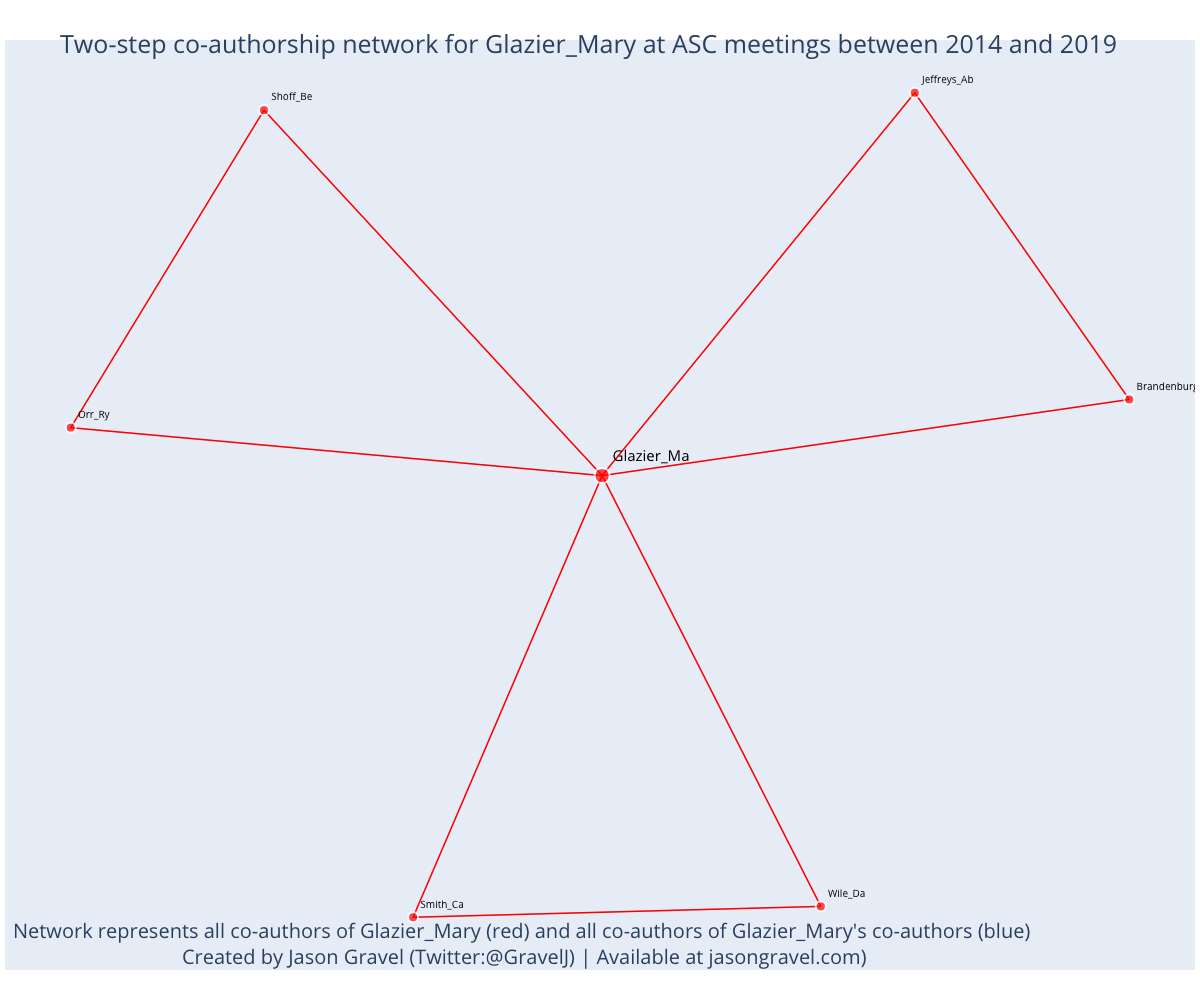 Two-step co-authorship network for Glazier_Mary at ASC meetings between 2014 and 2019
Jeffreys_Ab
Shoff_Be
Brandenburg
Orr_Ry
Glazier_Ma
Wile_Da
Smith_Ca
Network represents all co-authors of Glazier_Mary (red) and all co-authors of Glazier_Mary's co-authors (blue)
Created by Jason Gravel (Twitter:@GravelJ) | Available at jasongravel.com)